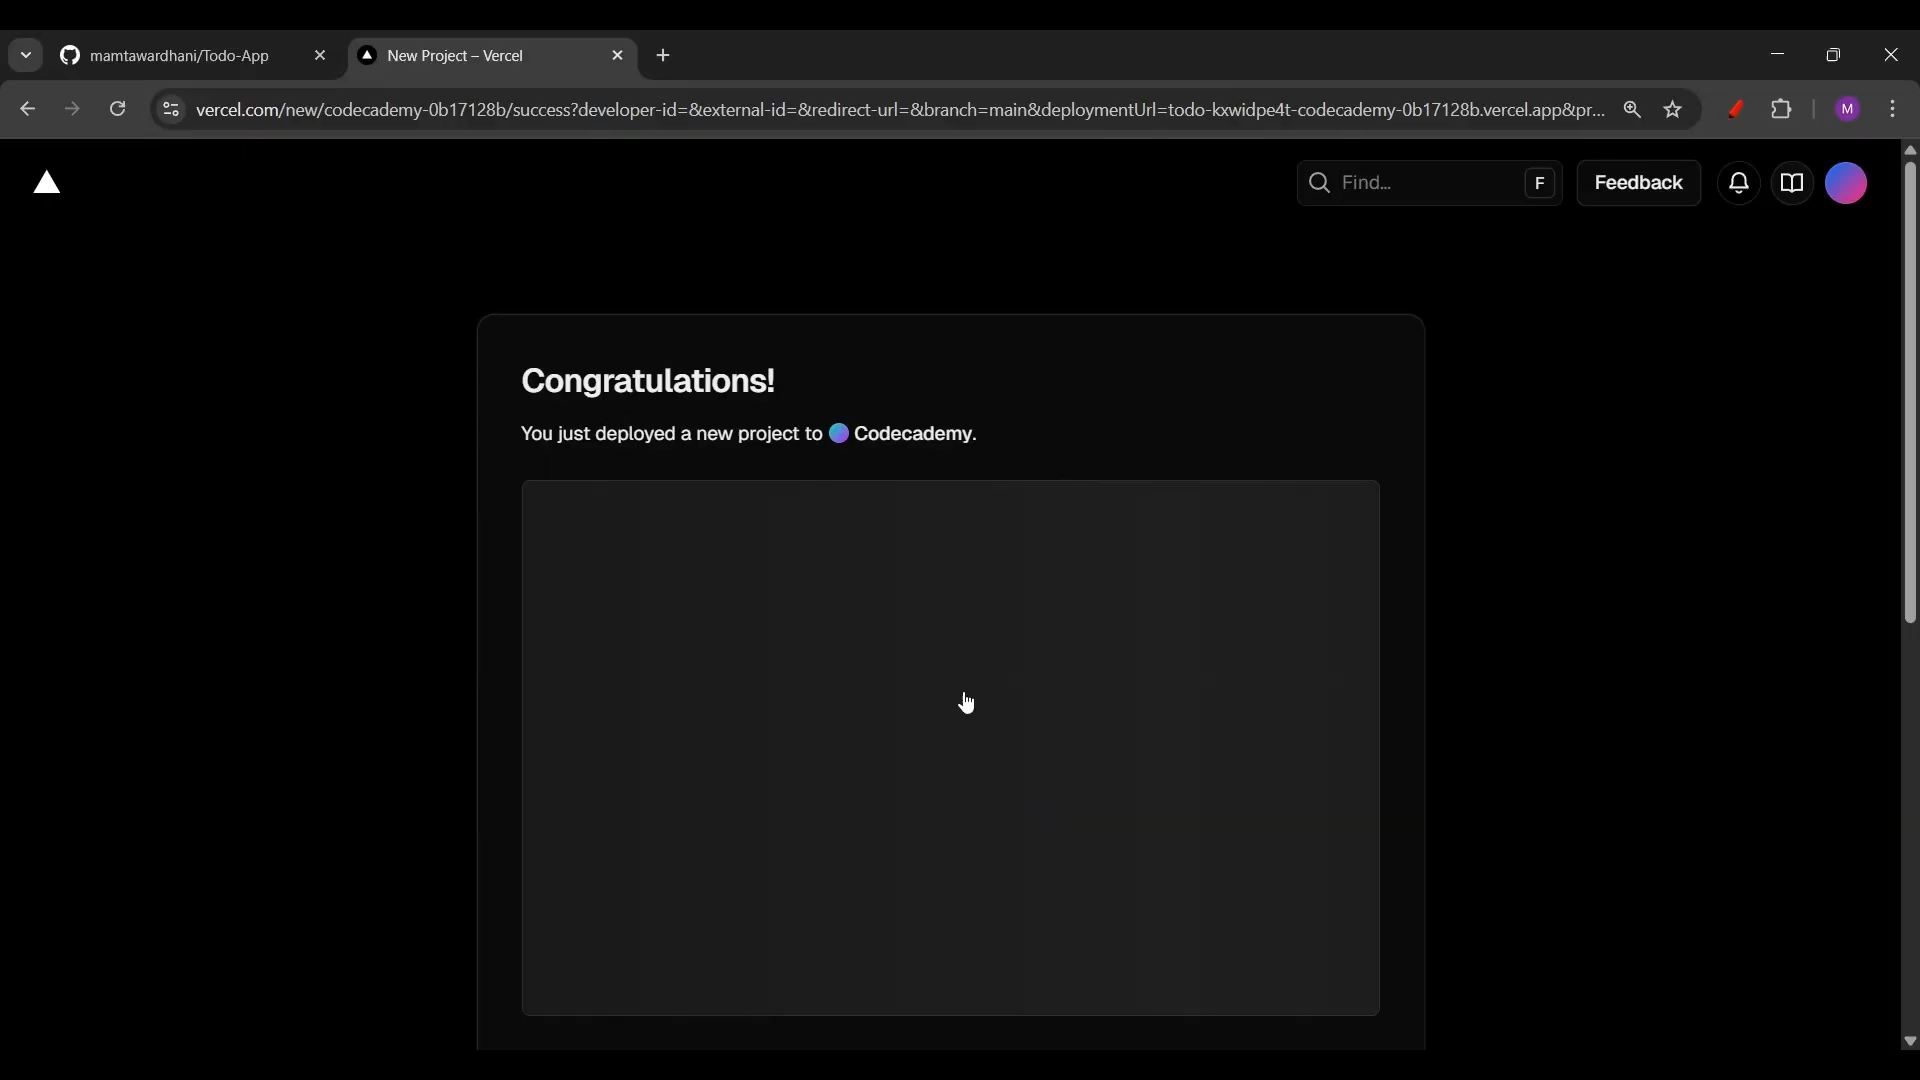 mamtawardhani/Todo-App
New Project – Vercel
vercel.com/new/codecademy-0b17128b/success?developer-id=&external-id=&redirect-url=&branch=main&deploymentUrl=todo-kxwidpe4t-codecademy-0b17128b.vercel.app&pr...
M
Find...
F
Feedback
Congratulations!
You just deployed a new project to Codecademy.